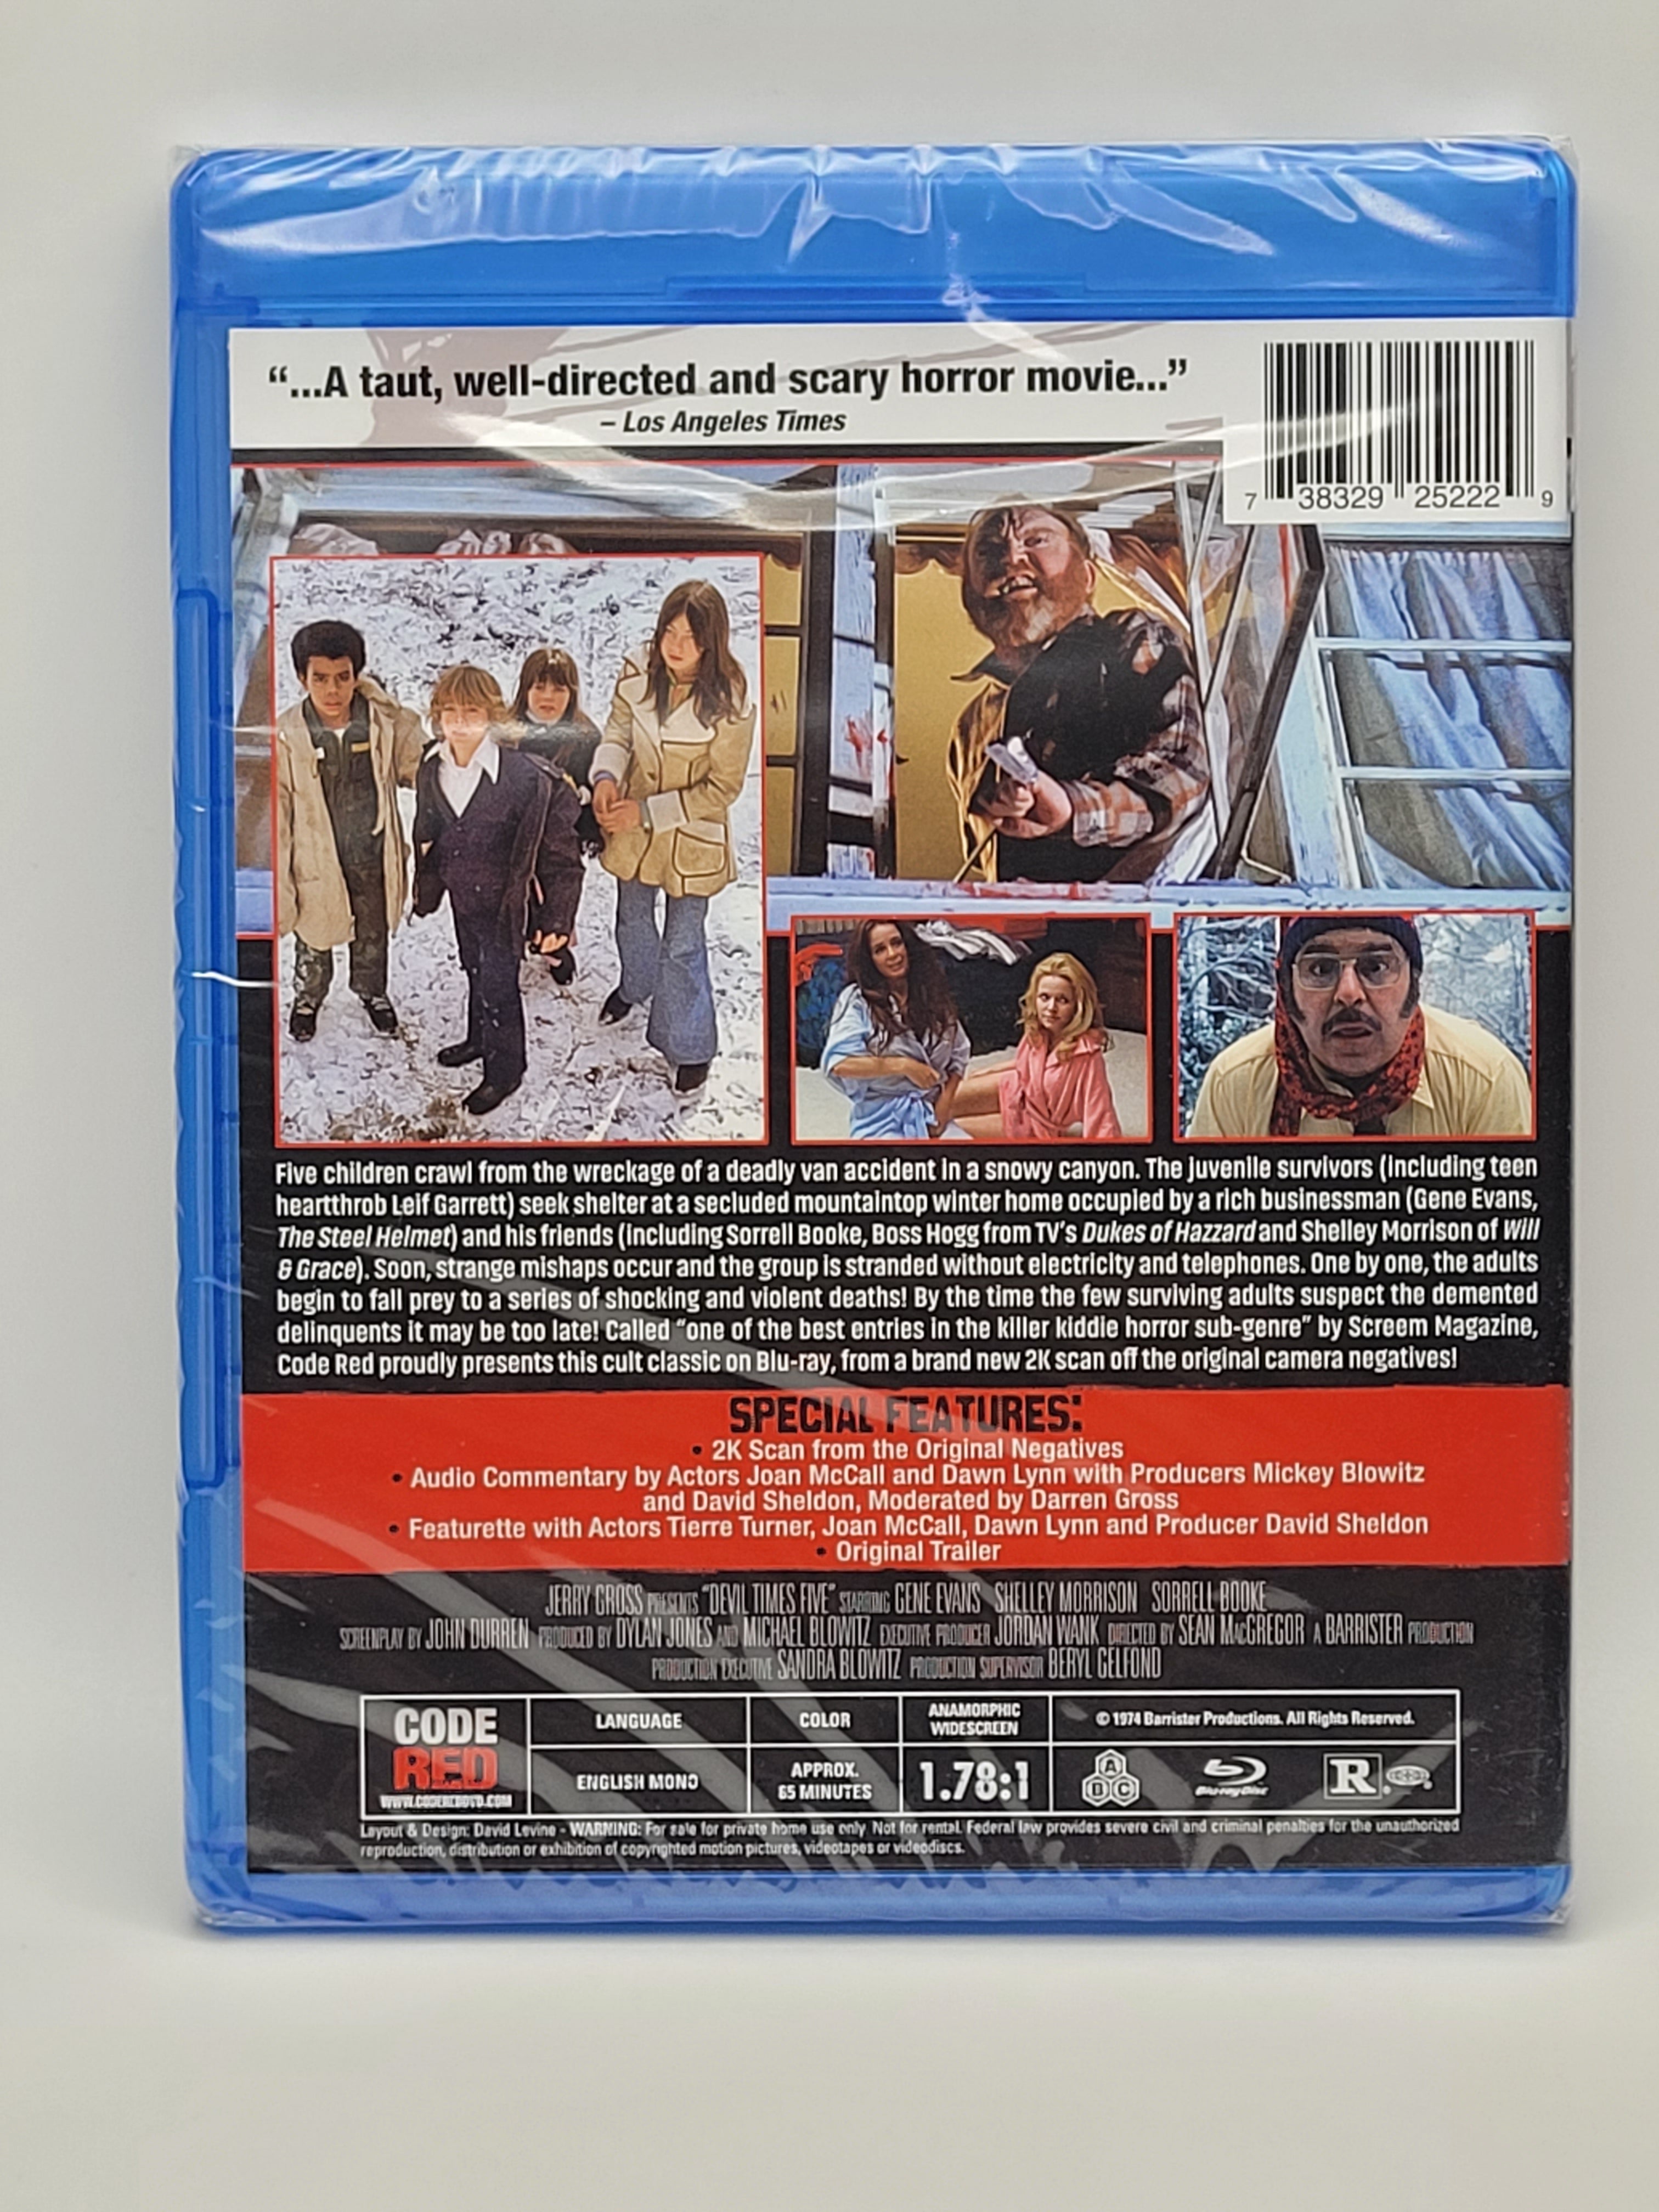 “...A taut, well-directed and scary horror movie...”
– Los Angeles Times
7 38329 25222 9
Five children crawl from the wreckage of a deadly van accident in a snowy canyon. The juvenile survivors (including teen
heartthrob Leif Garrett) seek shelter at a secluded mountaintop winter home occupied by a rich businessman (Gene Evans,
The Steel Helmet) and his friends (including Sorrell Booke, Boss Hogg from TV’s Dukes of Hazzard and Shelley Morrison of Will
& Grace). Soon, strange mishaps occur and the group is stranded without electricity and telephones. One by one, the adults
begin to fall prey to a series of shocking and violent deaths! By the time the few surviving adults suspect the demented
delinquents it may be too late! Called “one of the best entries in the killer kiddie horror sub-genre” by Screem Magazine,
Code Red proudly presents this cult classic on Blu-ray, from a brand new 2K scan off the original camera negatives!
SPECIAL FEATURES:
• 2K Scan from the Original Negatives
• Audio Commentary by Actors Joan McCall and Dawn Lynn with Producers Mickey Blowitz
and David Sheldon, Moderated by Darren Gross
• Featurette with Actors Tierre Turner, Joan McCall, Dawn Lynn and Producer David Sheldon
• Original Trailer
JERRY GROSS PRESENTS “DEVIL TIMES FIVE” STARRING GENE EVANS SHELLEY MORRISON SORRELL BOOKE
SCREENPLAY BY JOHN DURREN PRODUCED BY DYLAN JONES AND MICHAEL BLOWITZ EXECUTIVE PRODUCER JORDAN WANK DIRECTED BY SEAN MACGREGOR A BARRISTER PRODUCTION
PRODUCTION EXECUTIVE SANDRA BLOWITZ PRODUCTION SUPERVISOR BERYL GELFOND
CODE
RED
WWW.CODEREDDVD.COM
LANGUAGE
ENGLISH MONO
COLOR
APPROX.
65 MINUTES
ANAMORPHIC
WIDESCREEN
1.78:1
© 1974 Barrister Productions. All Rights Reserved.
A B C
Blu-ray Disc
R
Layout & Design: David Levine - WARNING: For sale for private home use only. Not for rental. Federal law provides severe civil and criminal penalties for the unauthorized
reproduction, distribution or exhibition of copyrighted motion pictures, videotapes or videodiscs.